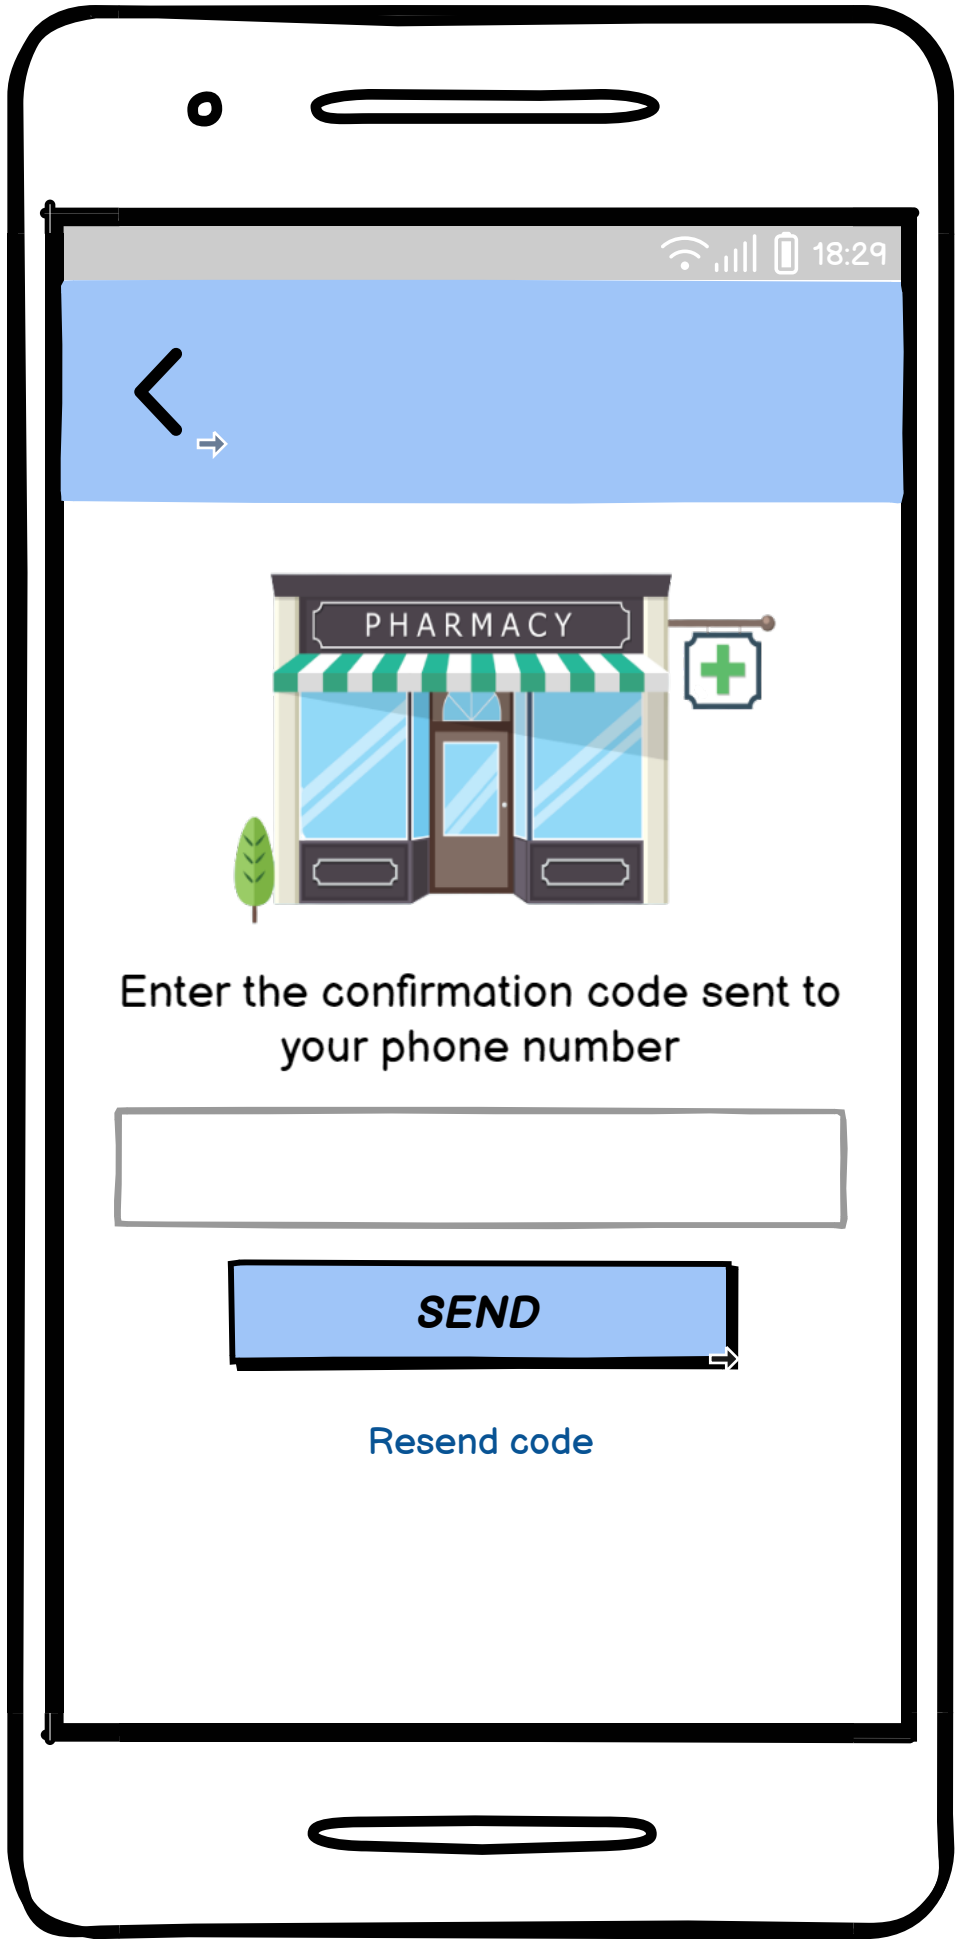 18:29
PHARMACY
Enter the confirmation code sent to
your phone number
SEND
Resend code